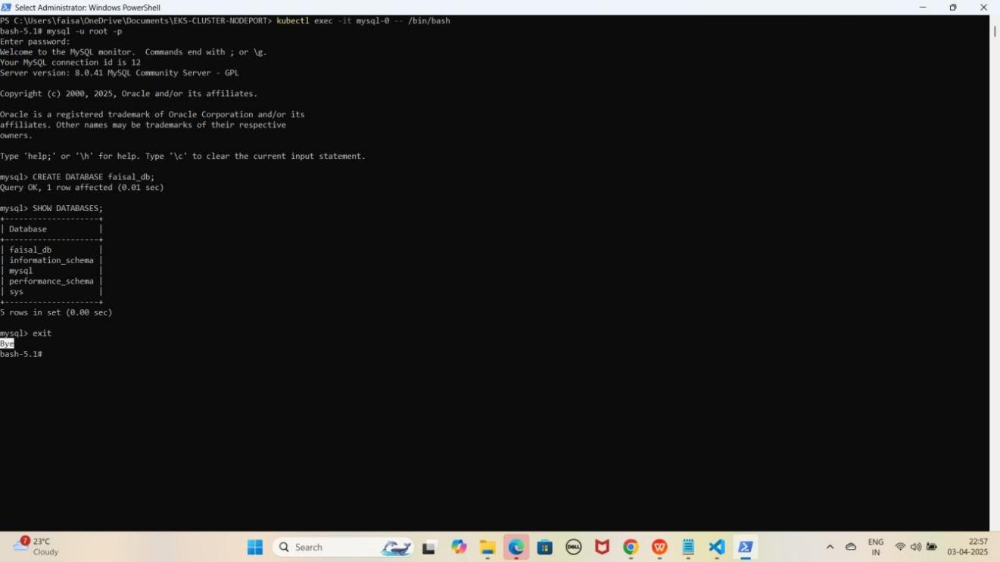 Select Administrator: Windows PowerShell
PS C:\Users\faisa\OneDrive\Documents\EKS-CLUSTER-NODEPORT> kubectl exec -it mysql-0 -- /bin/bash
bash-5.1# mysql -u root -p
Enter password:
Welcome to the MySQL monitor.  Commands end with ; or \g.
Your MySQL connection id is 12
Server version: 8.0.41 MySQL Community Server - GPL
Copyright (c) 2000, 2025, Oracle and/or its affiliates.
Oracle is a registered trademark of Oracle Corporation and/or its
affiliates. Other names may be trademarks of their respective
owners.
Type 'help;' or '\h' for help. Type '\c' to clear the current input statement.
mysql> CREATE DATABASE faisal_db;
Query OK, 1 row affected (0.01 sec)
mysql> SHOW DATABASES;
+--------------------+
| Database           |
+--------------------+
| faisal_db          |
| information_schema |
| mysql              |
| performance_schema |
| sys                |
+--------------------+
5 rows in set (0.00 sec)
mysql> exit
Bye
bash-5.1#
7
23°C
Cloudy
Search
DELL
W
ENG
IN
22:57
03-04-2025